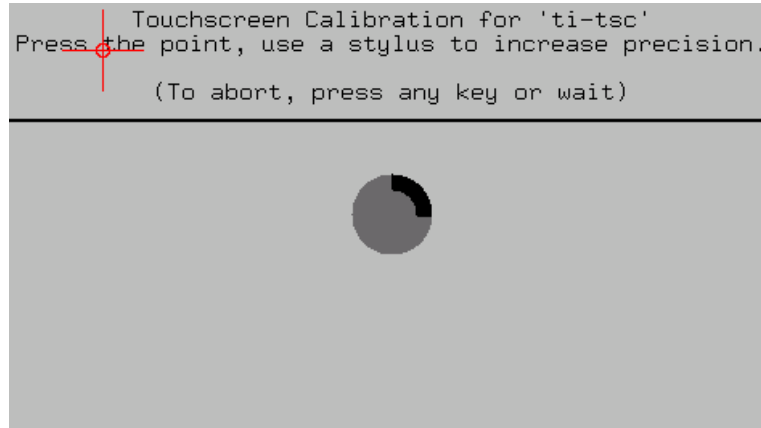 Touchscreen Calibration for 'ti-tsc'
Press the point, use a stylus to increase precision.
(To abort, press any key or wait)